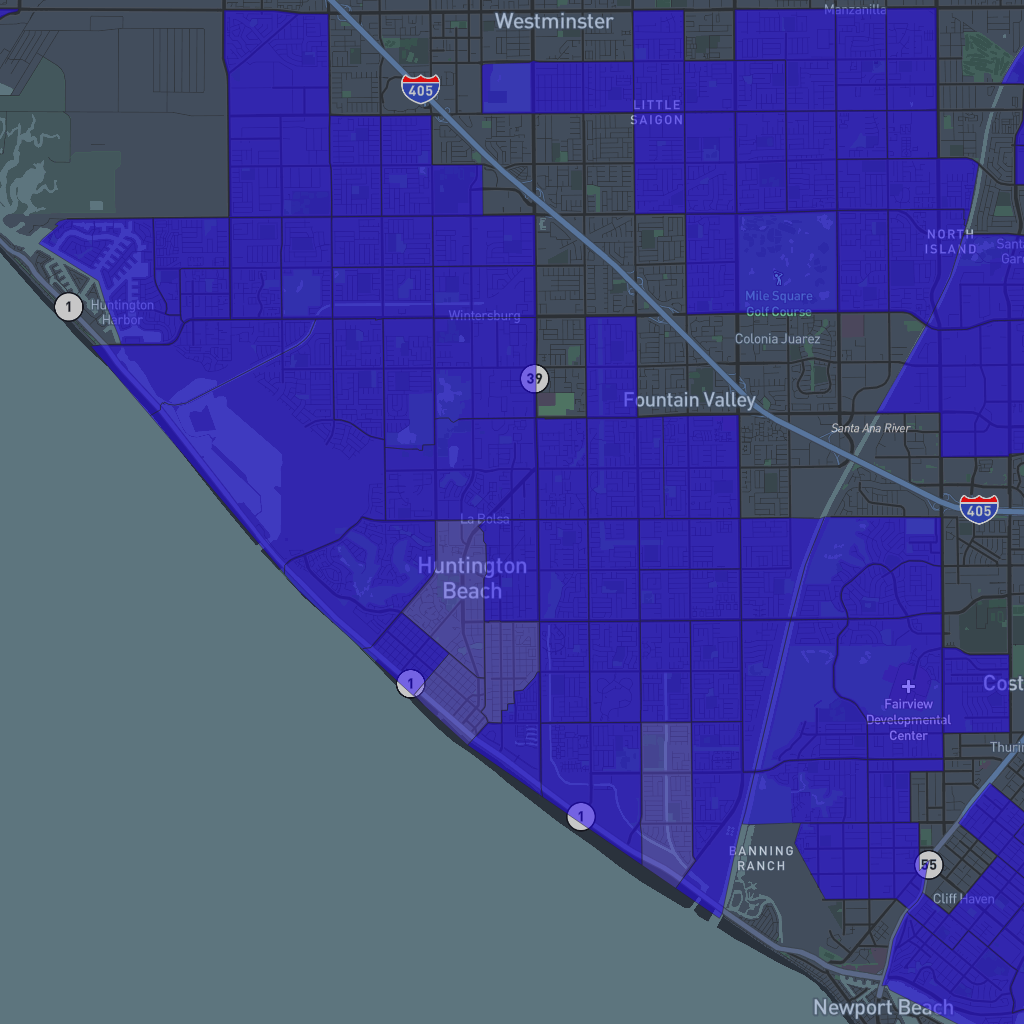 Manzanilla
Westminster
405
LITTLE
SAIGON
NORTH
ISLAND
Santa
Gard
1
Huntington
Harbor
Mile Square
Golf Course
Wintersburg
Colonia Juarez
39
Fountain Valley
Santa Ana River
405
La Bolsa
Huntington
Beach
1
Cost
Fairview
Developmental
Center
Thurin
1
BANNING
RANCH
55
Cliff Haven
Newport Beach